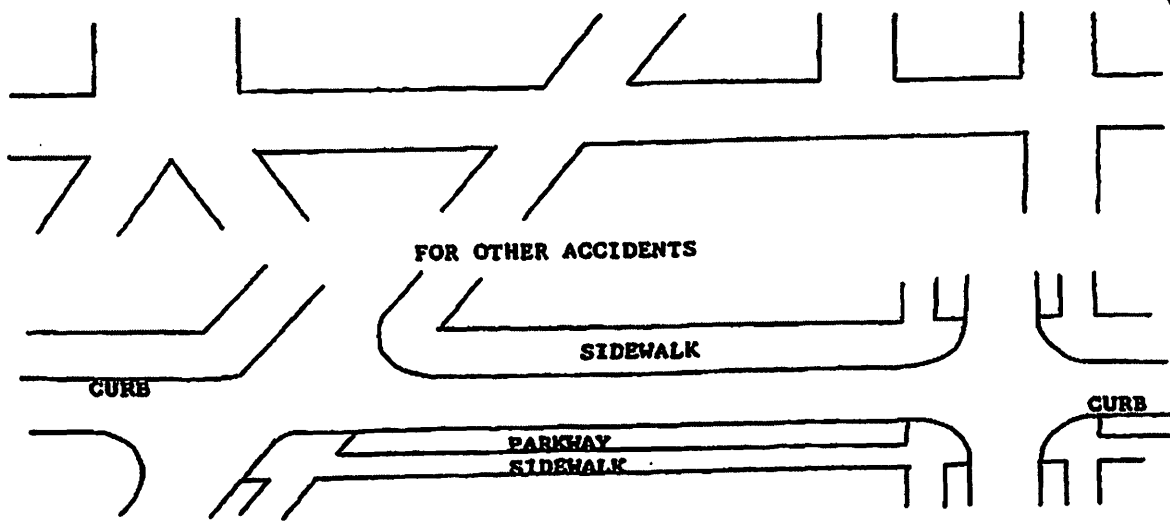 FOR OTHER ACCIDENTS
SIDEWALK
CURB
CURB
PARKWAY
SIDEWALK